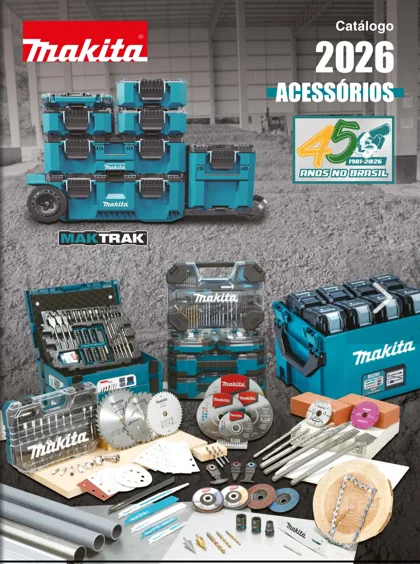 makita
Catálogo
2026
ACESSÓRIOS
45
1981-2026
ANOS NO BRASIL
makita
MAKTRAK
makita
makita
makita